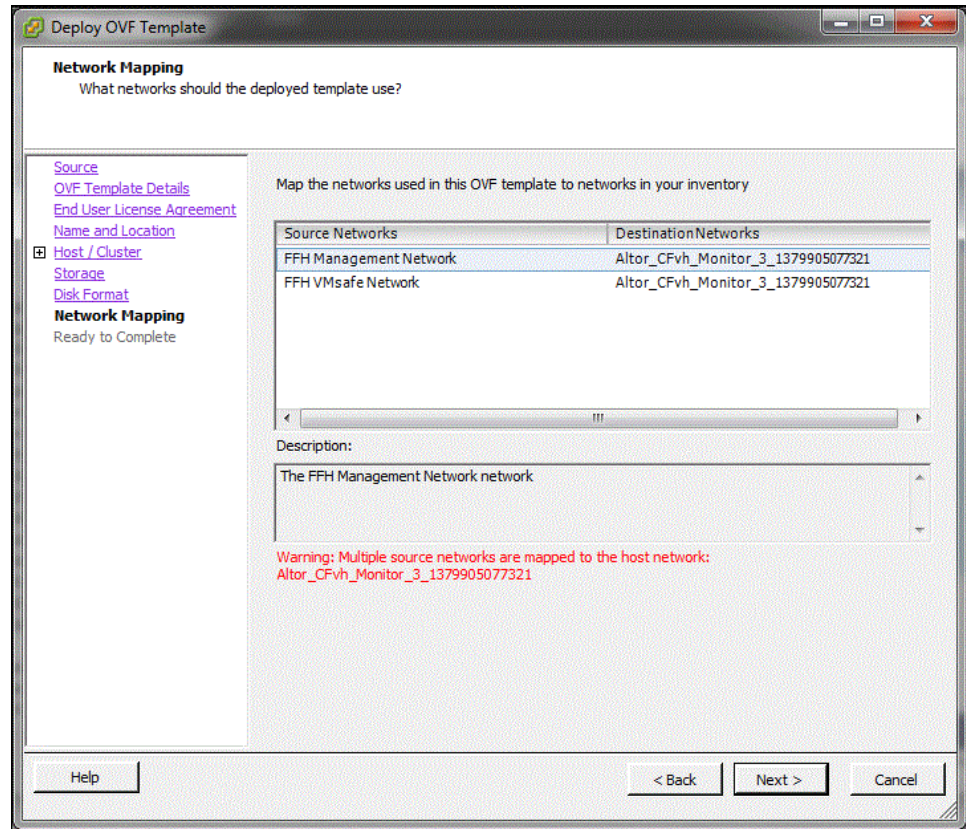 Deploy OVF Template
Network Mapping
What networks should the deployed template use?
Source
OVF Template Details
End User License Agreement
Name and Location
Host / Cluster
Storage
Disk Format
Network Mapping
Ready to Complete
Map the networks used in this OVF template to networks in your inventory
Source Networks DestinationNetworks
FFH Management Network Altor_CFvh_Monitor_3_1379905077321
FFH VMsafe Network Altor_CFvh_Monitor_3_1379905077321
Description:
The FFH Management Network network
Warning: Multiple source networks are mapped to the host network:
Altor_CFvh_Monitor_3_1379905077321
Help < Back Next > Cancel